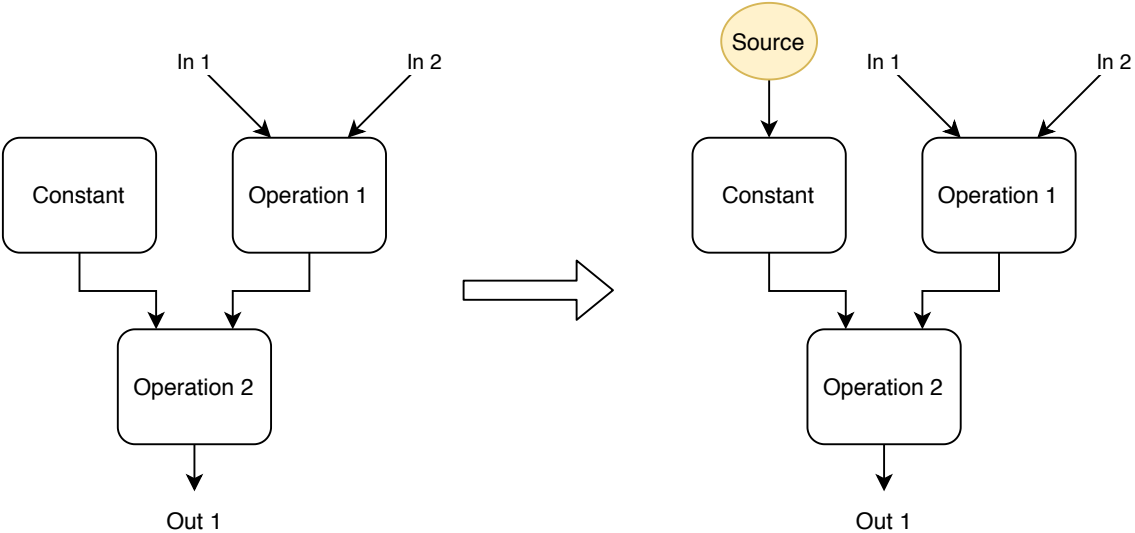 In 1
In 2
Constant
Operation 1
Operation 2
Out 1
Source
In 1
In 2
Constant
Operation 1
Operation 2
Out 1